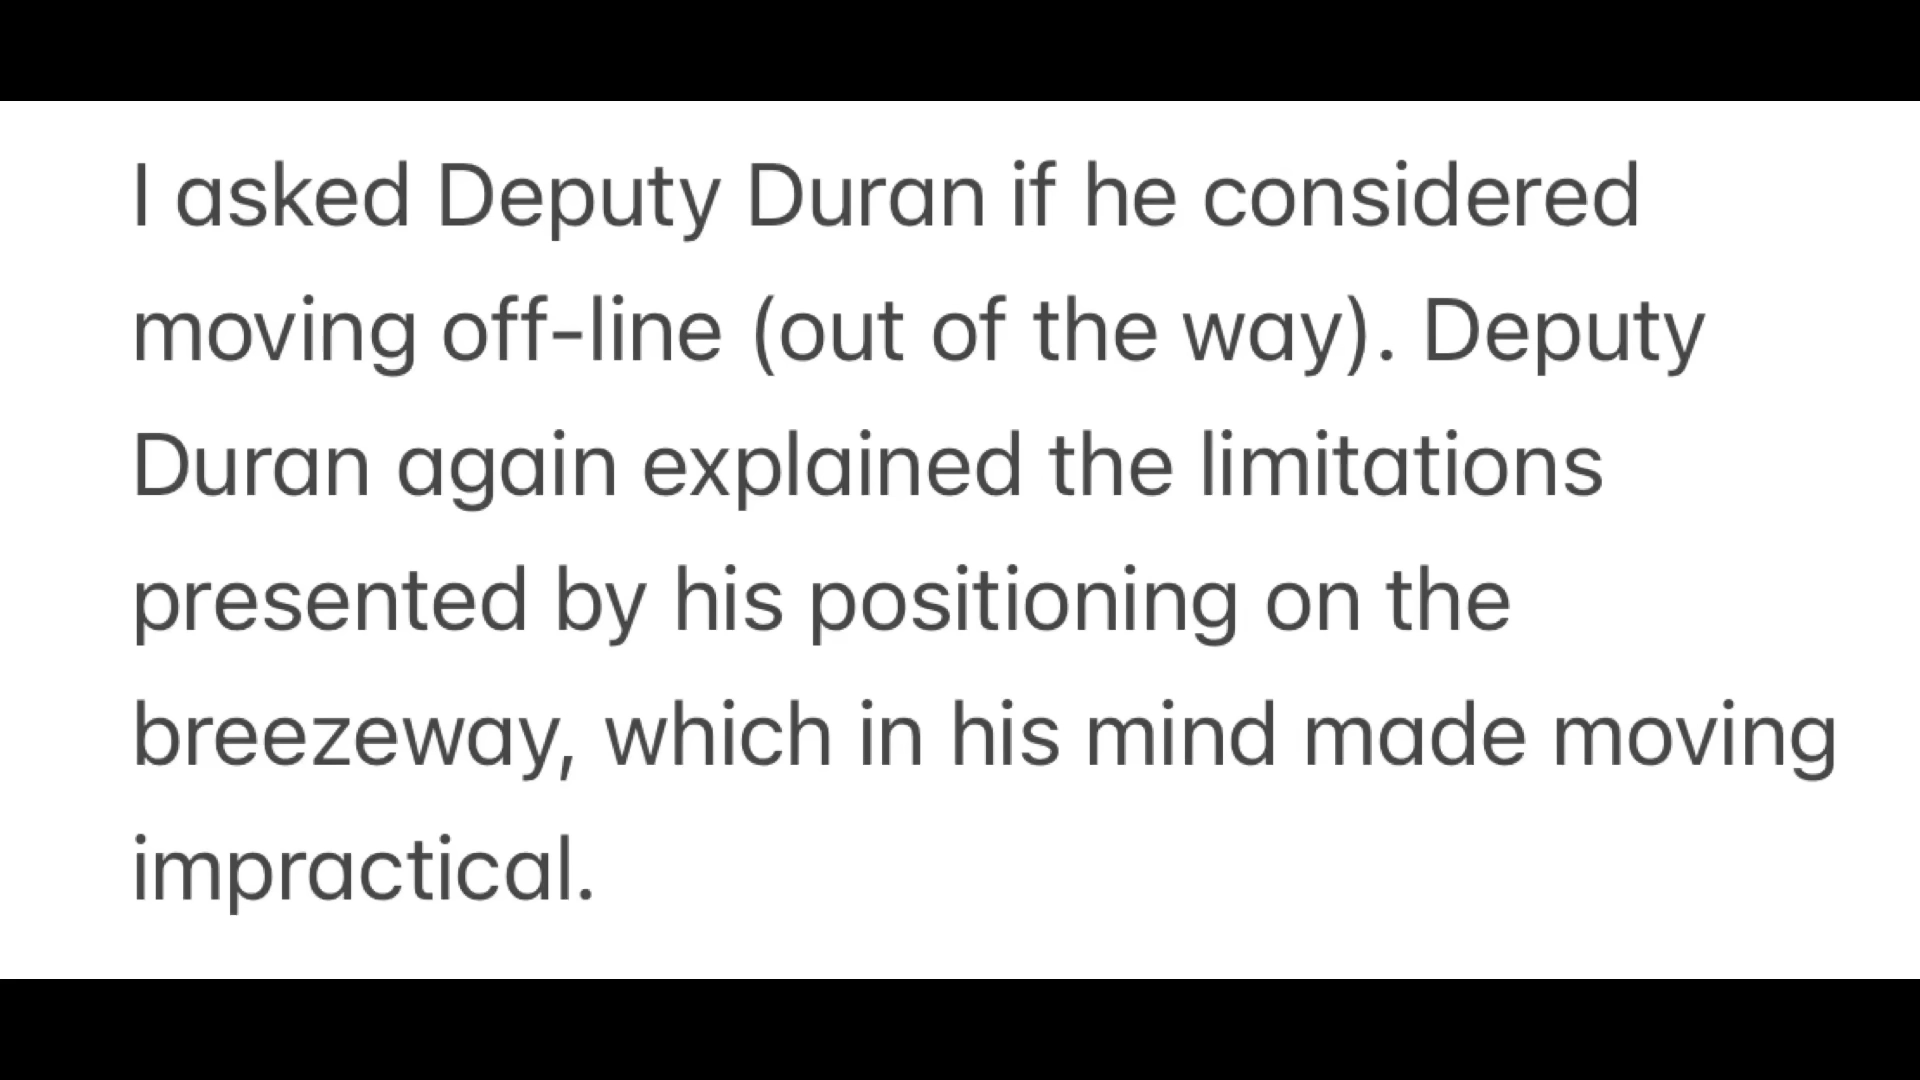 I asked Deputy Duran if he considered
moving off-line (out of the way). Deputy
Duran again explained the limitations
presented by his positioning on the
breezeway, which in his mind made moving
impractical.